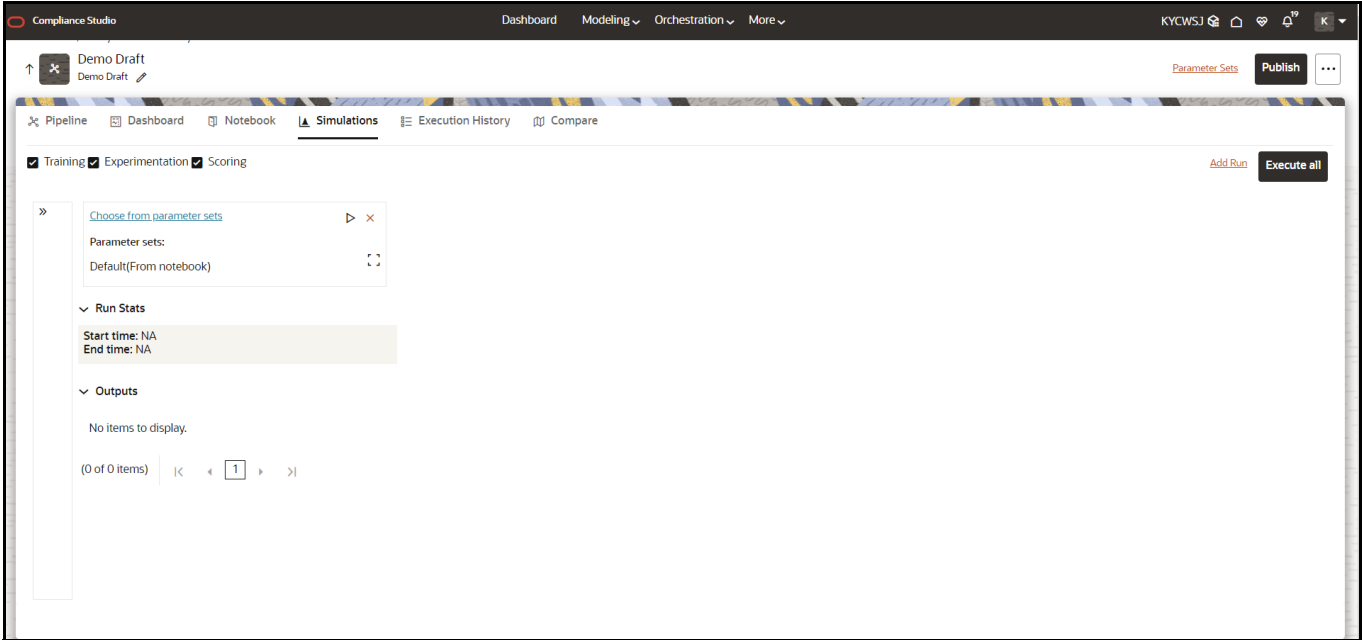 Compliance Studio Dashboard Modeling Orchestration More KYCWSJ 19 K
Demo Draft
Demo Draft
Parameter Sets Publish ...
Pipeline Dashboard Notebook Simulations Execution History Compare
Training Experimentation Scoring Add Run Execute all
Choose from parameter sets
Parameter sets:
Default(From notebook)
Run Stats
Start time: NA
End time: NA
Outputs
No items to display.
(0 of 0 items) 1